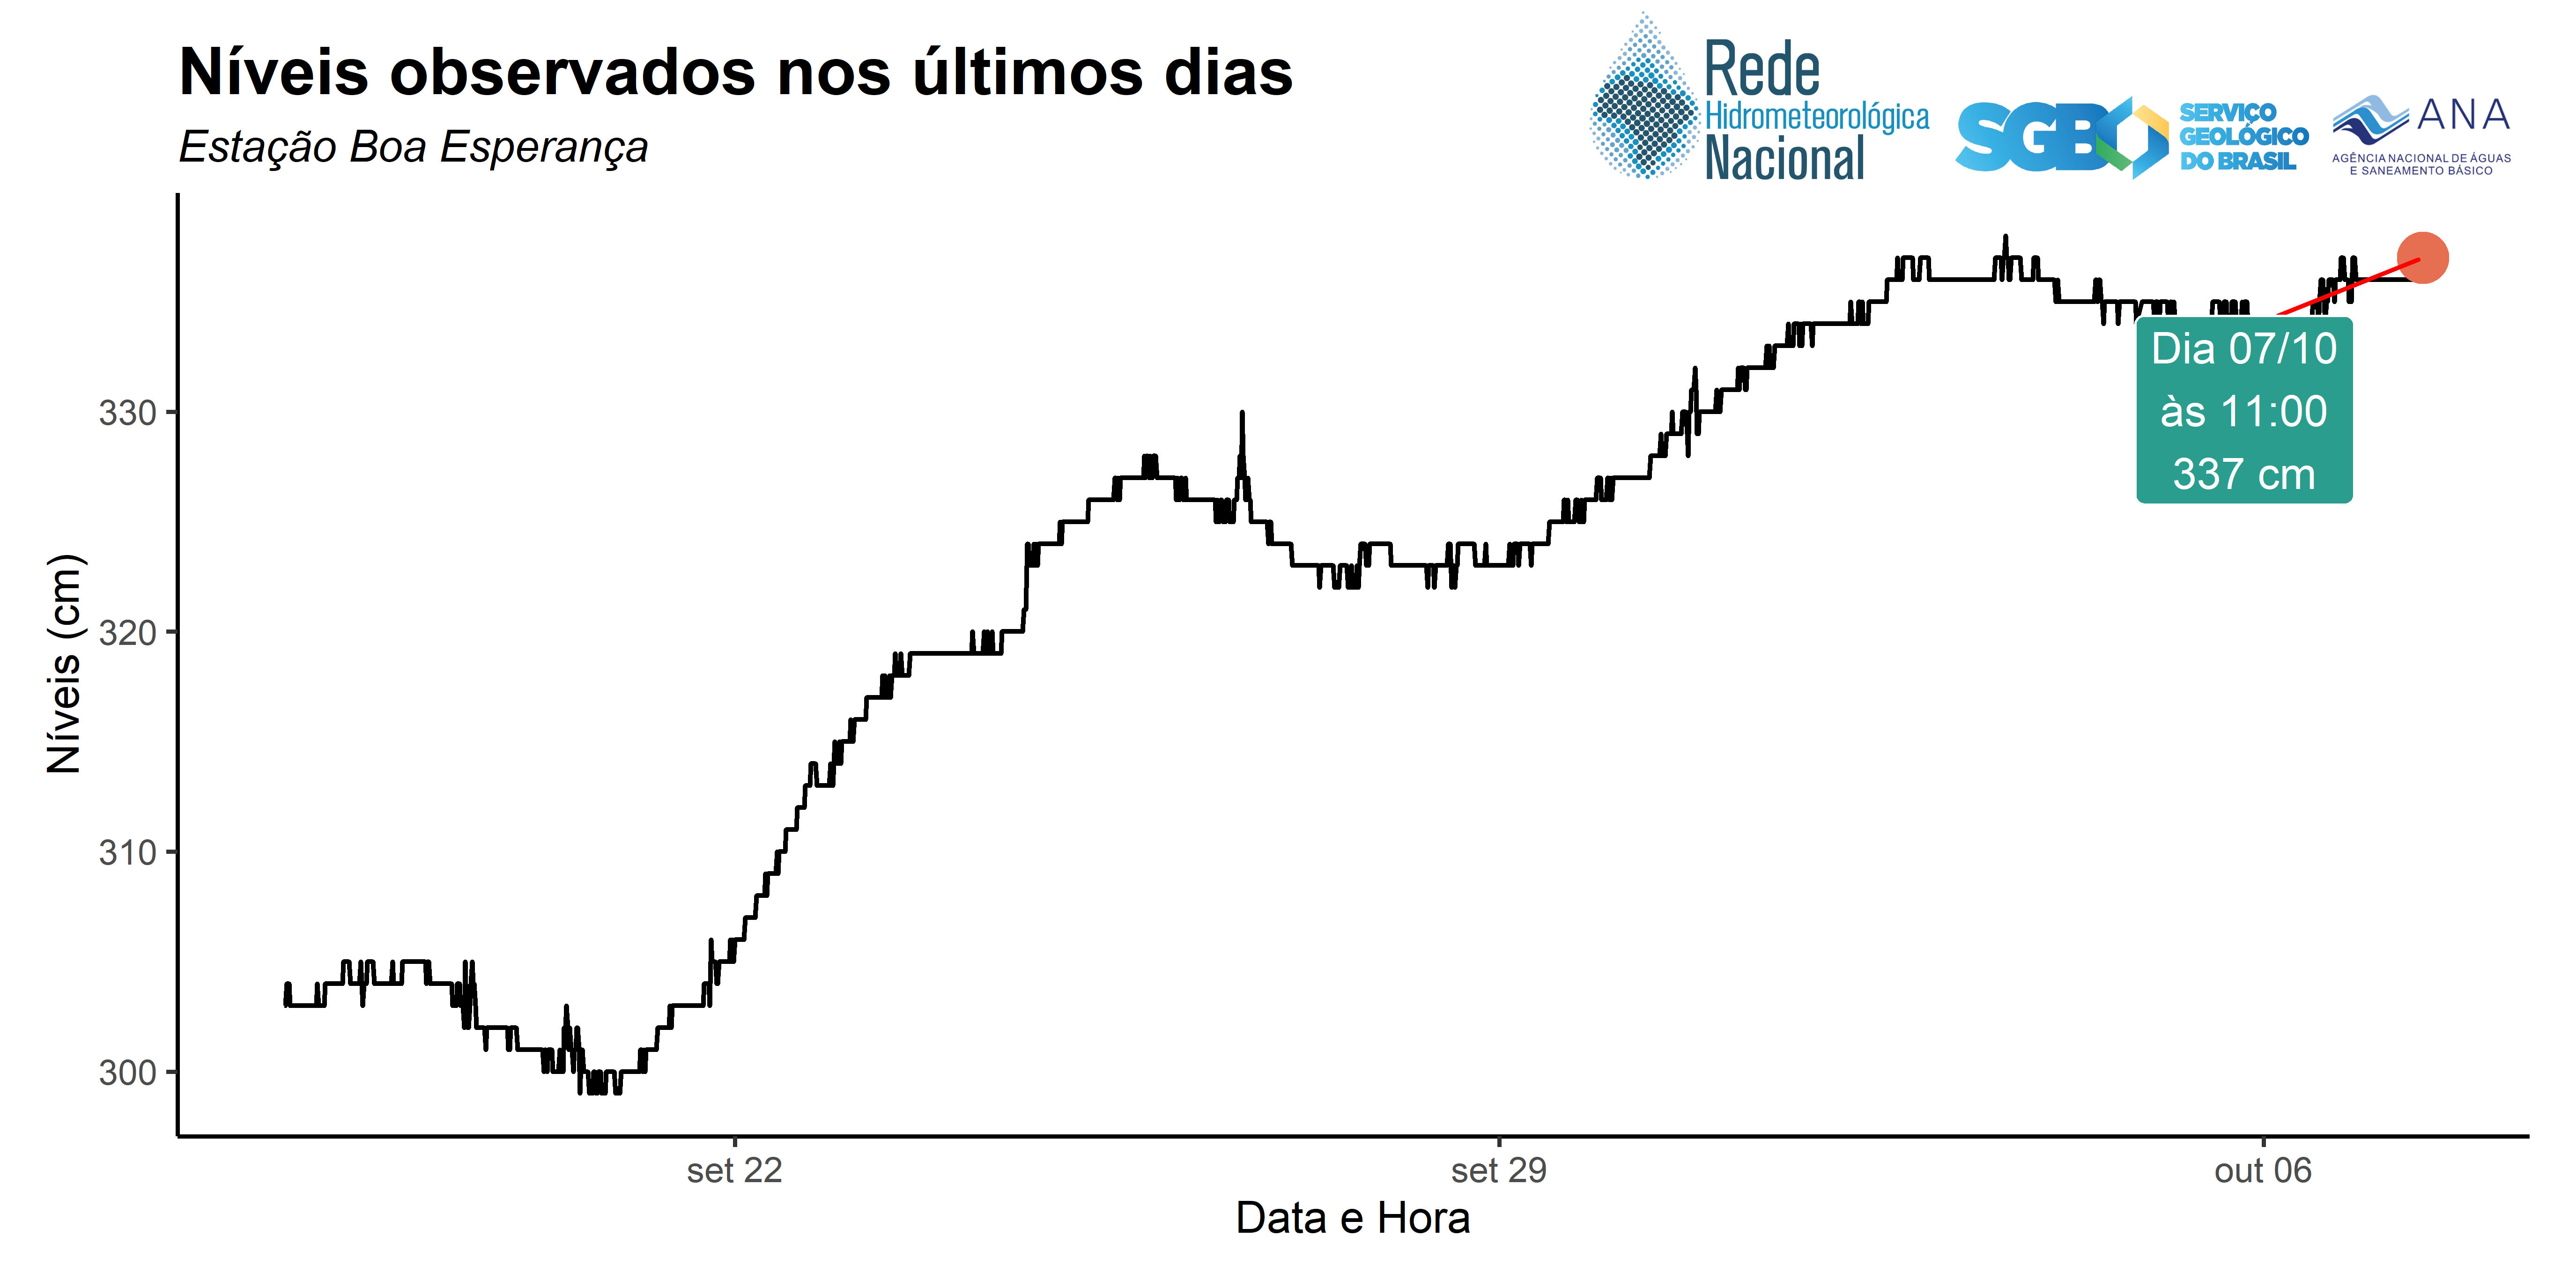 Níveis observados nos últimos dias
Estação Boa Esperança
Rede
Hidrometeorológica
Nacional
SGB
SERVIÇO
GEOLÓGICO
DO BRASIL
ANA
AGÊNCIA NACIONAL DE ÁGUAS
E SANEAMENTO BÁSICO
Níveis (cm)
330
320
310
300
Dia 07/10
às 11:00
337 cm
set 22
set 29
out 06
Data e Hora